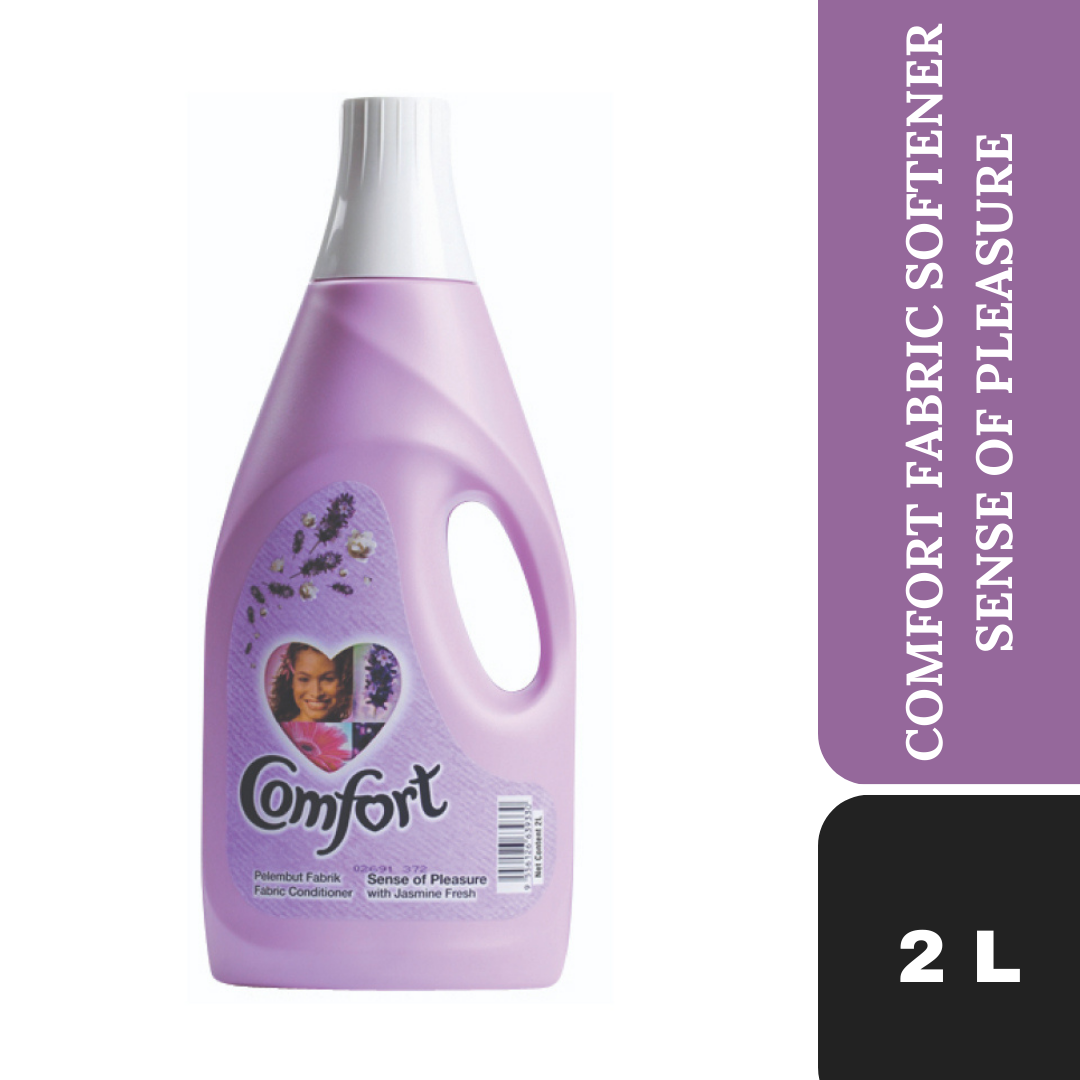 COMFORT FABRIC SOFTENER
SENSE OF PLEASURE
2 L
Comfort
Pelembut Fabrik
Fabric Conditioner
Sense of Pleasure
with Jasmine Fresh
Net Content 2L